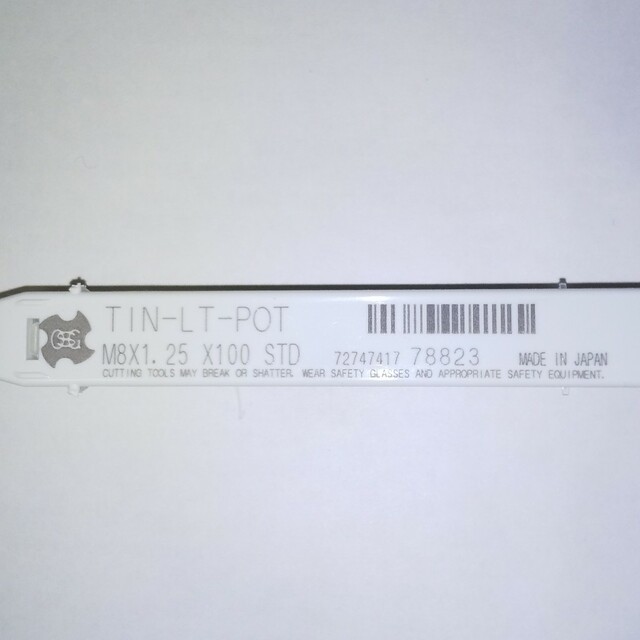 TIN-LT-POT
M8X1.25 X100 STD 72747417 78823 MADE IN JAPAN
CUTTING TOOLS MAY BREAK OR SHATTER. WEAR SAFETY GLASSES AND APPROPRIATE SAFETY EQUIPMENT.
OSG